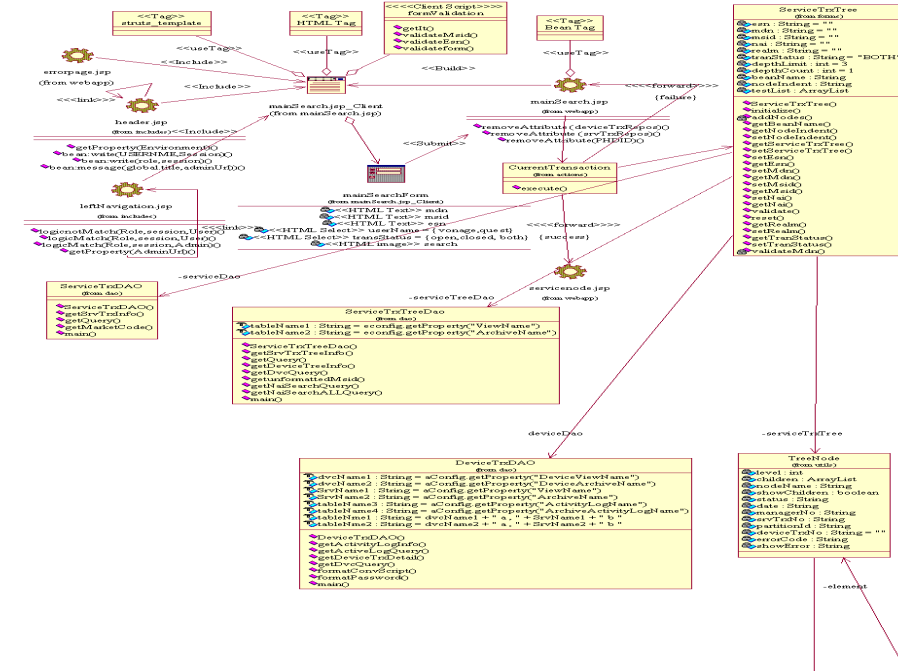 <<Tag>>
struts_template
<<Tag>>
HTML Tag
<<Client Script>>
formValidation
getIt()
validateMsid()
validateEsn()
validateform()
<<Tag>>
Bean Tag
<<useTag>>
<<useTag>>
<<useTag>>
<<Include>>
<<Build>>
errorpage.jsp
(from webapp)
<<link>>
<<Include>>
header.jsp
(from includes)
<<Include>>
mainSearch.jsp_Client
(from mainSearch.jsp)
mainSearch.jsp
(from webapp)
<<forward>>
{failure}
removeAttribute (deviceTrxRepos)()
removeAttribute (srvTrxRepos)()
removeAttribute(PHDID)()
getProperty(Environment)()
bean:write(USERNME,Session)()
bean:write(role,session)()
bean:message(global.title,adminUrl)()
<<Submit>>
CurrentTransaction
(from actions)
execute()
leftNavigation.jsp
(from includes)
logicnotMatch(Role,session,User)()
logicMatch(Role,session,User)()
logicMatch(Role,session,Admin)()
getProperty(AdminUrl)()
<<link>>
mainSearchForm
(from mainSearch.jsp_Client)
<<HTML Text>> mdn
<<HTML Text>> msid
<<HTML Text>> esn
<<HTML Select>> userName = {vonage,quest}
<<HTML Select>> transStatus = {open,closed, both}
<<HTML image>> search
<<forward>>
{success}
servicenode.jsp
(from webapp)
ServiceTrxTree
(from forms)
esn : String = ""
mdn : String = ""
msid : String = ""
nai : String = ""
realm : String = ""
tranStatus : String = "BOTH"
depthLimit : int = 3
depthCount : int = 1
beanName : String
nodeIndent : String
testList : ArrayList
ServiceTrxTree()
initialize()
addNodes()
getBeanName()
getNodeIndent()
setNodeIndent()
getServiceTrxTree()
setServiceTrxTree()
getEsn()
setEsn()
setMdn()
getMdn()
setMsid()
getMsid()
setNai()
getNai()
validate()
reset()
getRealm()
setRealm()
getTranStatus()
setTranStatus()
validateMdn()
-serviceDao
ServiceTrxDAO
(from dao)
ServiceTrxDAO()
getSrvTrxInfo()
getQuery()
getMarketCode()
main()
-serviceTreeDao
ServiceTrxTreeDao
(from dao)
tableName1 : String = econfig.getProperty("ViewName")
tableName2 : String = econfig.getProperty("ArchiveName")
ServiceTrxTreeDao()
getSrvTrxTreeInfo()
getQuery()
getDeviceTreeInfo()
getDvcQuery()
getunformattedMsid()
getNaiSearchQuery()
getNaiSearchALLQuery()
main()
deviceDao
DeviceTrxDAO
(from dao)
dvcName1 : String = aConfig.getProperty("DeviceViewName")
dvcName2 : String = aConfig.getProperty("DeviceArchiveName")
SrvName1 : String = aConfig.getProperty("ViewName")
SrvName2 : String = aConfig.getProperty("ArchiveName")
tableName3 : String = aConfig.getProperty("ActivityLogName")
tableName4 : String = aConfig.getProperty("ArchiveActivityLogName")
tableNme1 : String = dvcName1 + " a , " + SrvName1 + " b "
tableNme2 : String = dvcName2 + " a , " + SrvName2 + " b "
DeviceTrxDAO()
getActivityLogInfo()
getActiveLogQuery()
getDeviceTrxDetail()
getDvcQuery()
formatConvScript()
formatPassword()
main()
-serviceTrxTree
TreeNode
(from utils)
level : int
children : ArrayList
nodeName : String
showChildren : boolean
status : String
date : String
managerNo : String
srvTrxNo : String
partitionId : String
deviceTrxNo : String = ""
errorCode : String
showError : String
-element